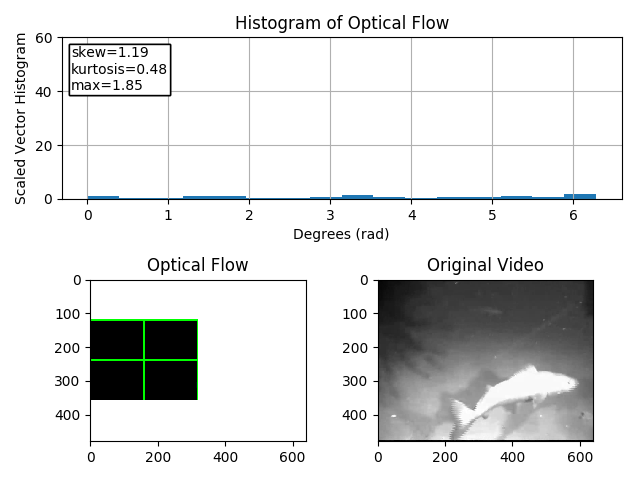 Histogram of Optical Flow
Scaled Vector Histogram
60
40
20
0
skew=1.19
kurtosis=0.48
max=1.85
0 1 2 3 4 5 6
Degrees (rad)
Optical Flow
0
100
200
300
400
0 200 400 600
Original Video
0
100
200
300
400
0 200 400 600